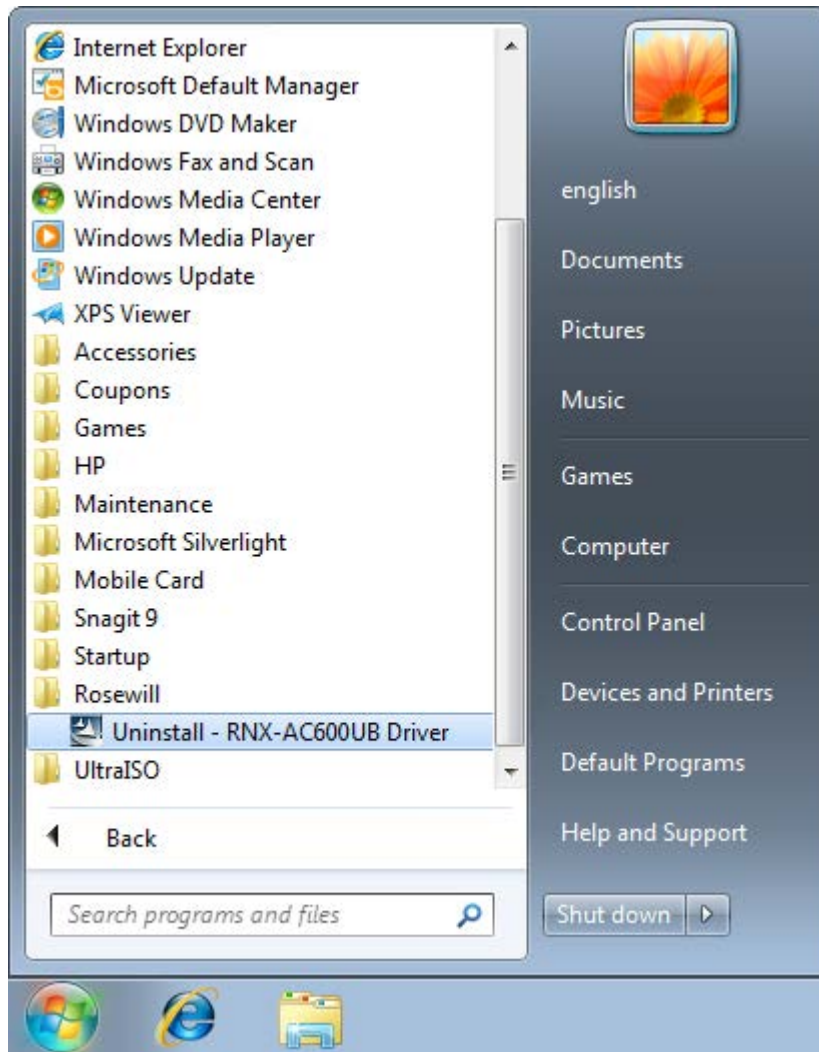 Internet Explorer
Microsoft Default Manager
Windows DVD Maker
Windows Fax and Scan
Windows Media Center
Windows Media Player
Windows Update
XPS Viewer
Accessories
Coupons
Games
HP
Maintenance
Microsoft Silverlight
Mobile Card
Snagit 9
Startup
Rosewill
Uninstall - RNX-AC600UB Driver
UltraISO
Back
Search programs and files
english
Documents
Pictures
Music
Games
Computer
Control Panel
Devices and Printers
Default Programs
Help and Support
Shut down